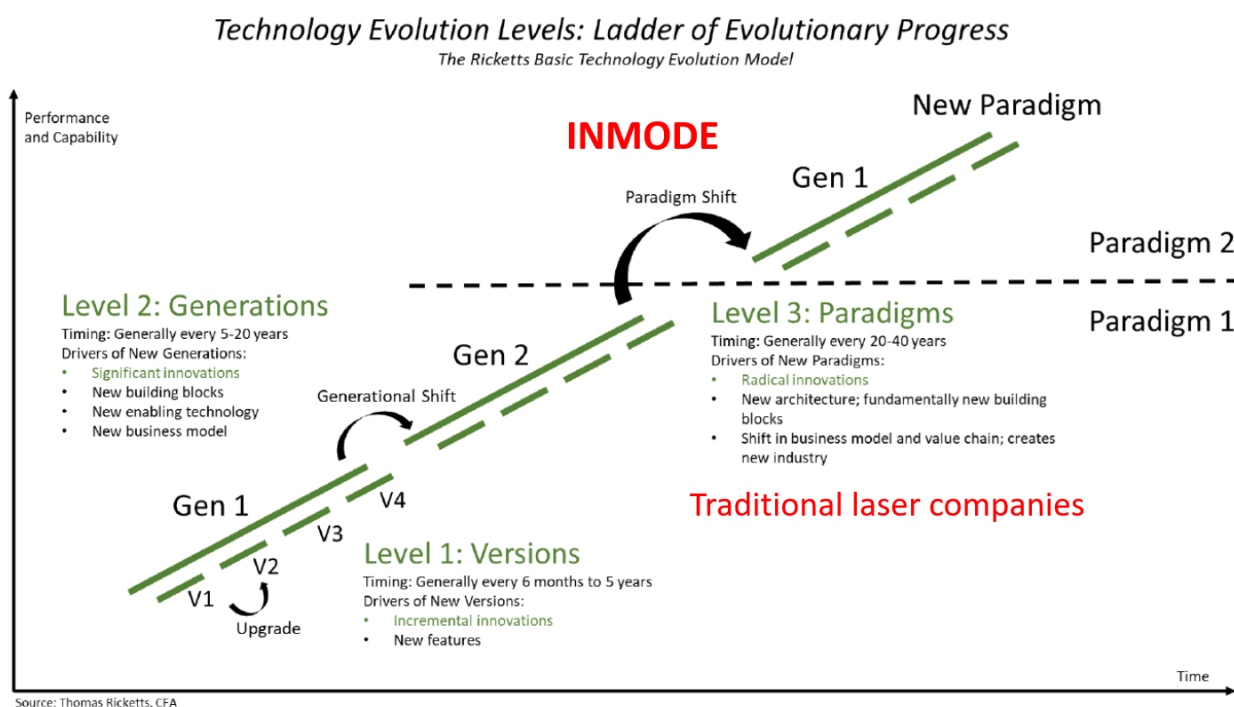 Technology Evolution Levels: Ladder of Evolutionary Progress
The Ricketts Basic Technology Evolution Model
Performance
and Capability
INMODE
New Paradigm
Gen 1
Paradigm Shift
Paradigm 2
Paradigm 1
Level 2: Generations
Timing: Generally every 5-20 years
Drivers of New Generations:
• Significant innovations
• New building blocks
• New enabling technology
• New business model
Gen 2
Generational Shift
Level 3: Paradigms
Timing: Generally every 20-40 years
Drivers of New Paradigms:
• Radical innovations
• New architecture; fundamentally new building
blocks
• Shift in business model and value chain; creates
new industry
Traditional laser companies
Gen 1
V4
V3
V2
V1
Upgrade
Level 1: Versions
Timing: Generally every 6 months to 5 years
Drivers of New Versions:
• Incremental innovations
• New features
Time
Source: Thomas Ricketts, CFA